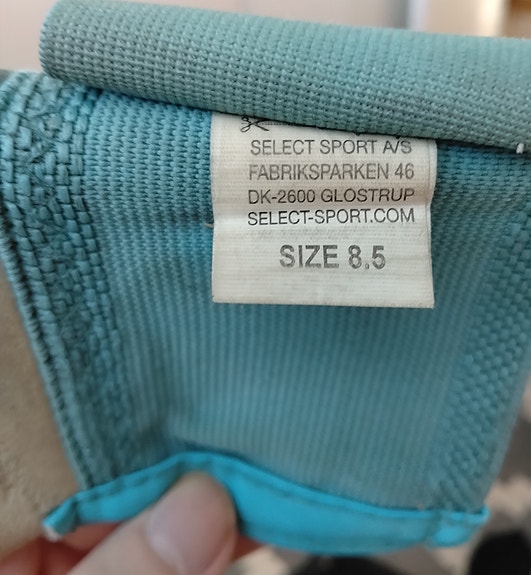 SELECT SPORT A/S
FABRIKSPARKEN 46
DK-2600 GLOSTRUP
SELECT-SPORT.COM
SIZE 8.5